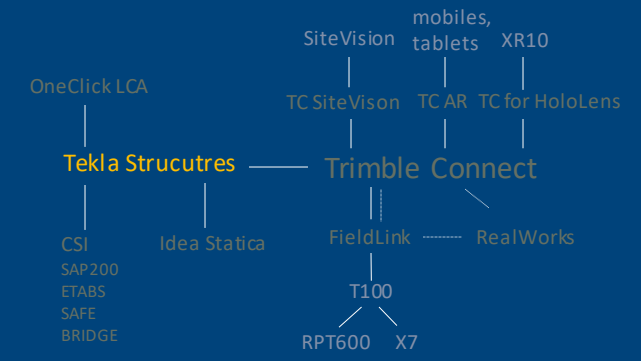 mobiles,
SiteVision
tablets
XR10
OneClick LCA
TC SiteVison
TC AR
TC for HoloLens
Tekla Strucutres
Trimble Connect
CSI
Idea Statica
FieldLink
RealWorks
SAP200
ETABS
SAFE
BRIDGE
T100
RPT600
X7